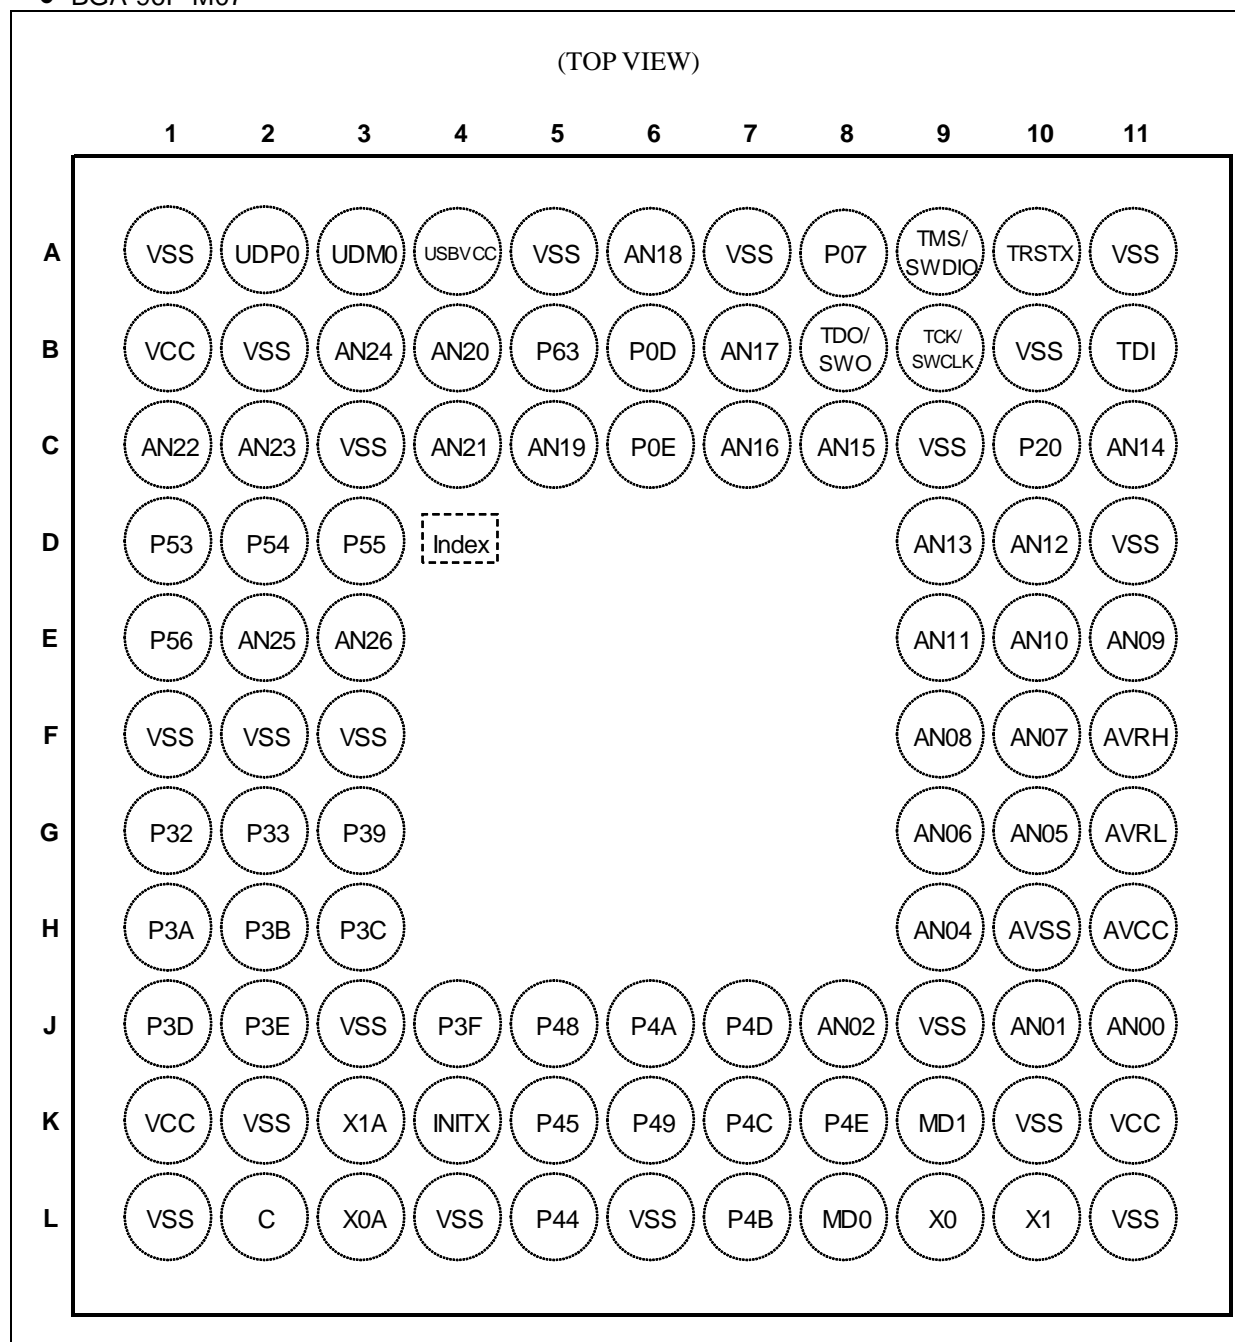 (TOP VIEW)
1 2 3 4 5 6 7 8 9 10 11
A VSS UDP0 UDM0 USBVCC VSS AN18 VSS P07 TMS/ SWDIO TRSTX VSS
B VCC VSS AN24 AN20 P63 P0D AN17 TDO/ SWO TCK/ SWCLK VSS TDI
C AN22 AN23 VSS AN21 AN19 P0E AN16 AN15 VSS P20 AN14
D P53 P54 P55 Index AN13 AN12 VSS
E P56 AN25 AN26 AN11 AN10 AN09
F VSS VSS VSS AN08 AN07 AVRH
G P32 P33 P39 AN06 AN05 AVRL
H P3A P3B P3C AN04 AVSS AVCC
J P3D P3E VSS P3F P48 P4A P4D AN02 VSS AN01 AN00
K VCC VSS X1A INITX P45 P49 P4C P4E MD1 VSS VCC
L VSS C X0A VSS P44 VSS P4B MD0 X0 X1 VSS